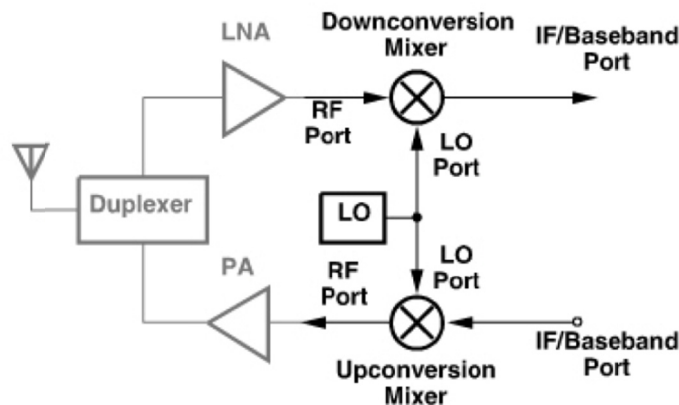 LNA
Downconversion
Mixer
IF/Baseband
Port
RF
Port
LO
Port
Duplexer
LO
LO
Port
PA
RF
Port
IF/Baseband
Port
Upconversion
Mixer